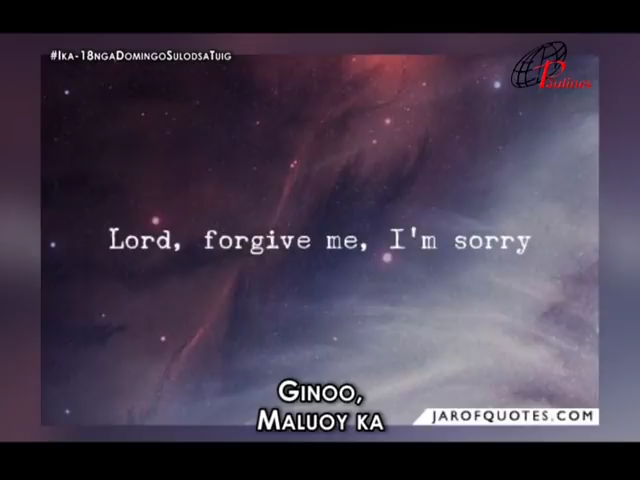 #Ika-18ngaDomingoSulodsaTuig
Paulines
Lord, forgive me, I'm sorry
Ginoo,
Maluoy ka
JAROFQUOTES.COM